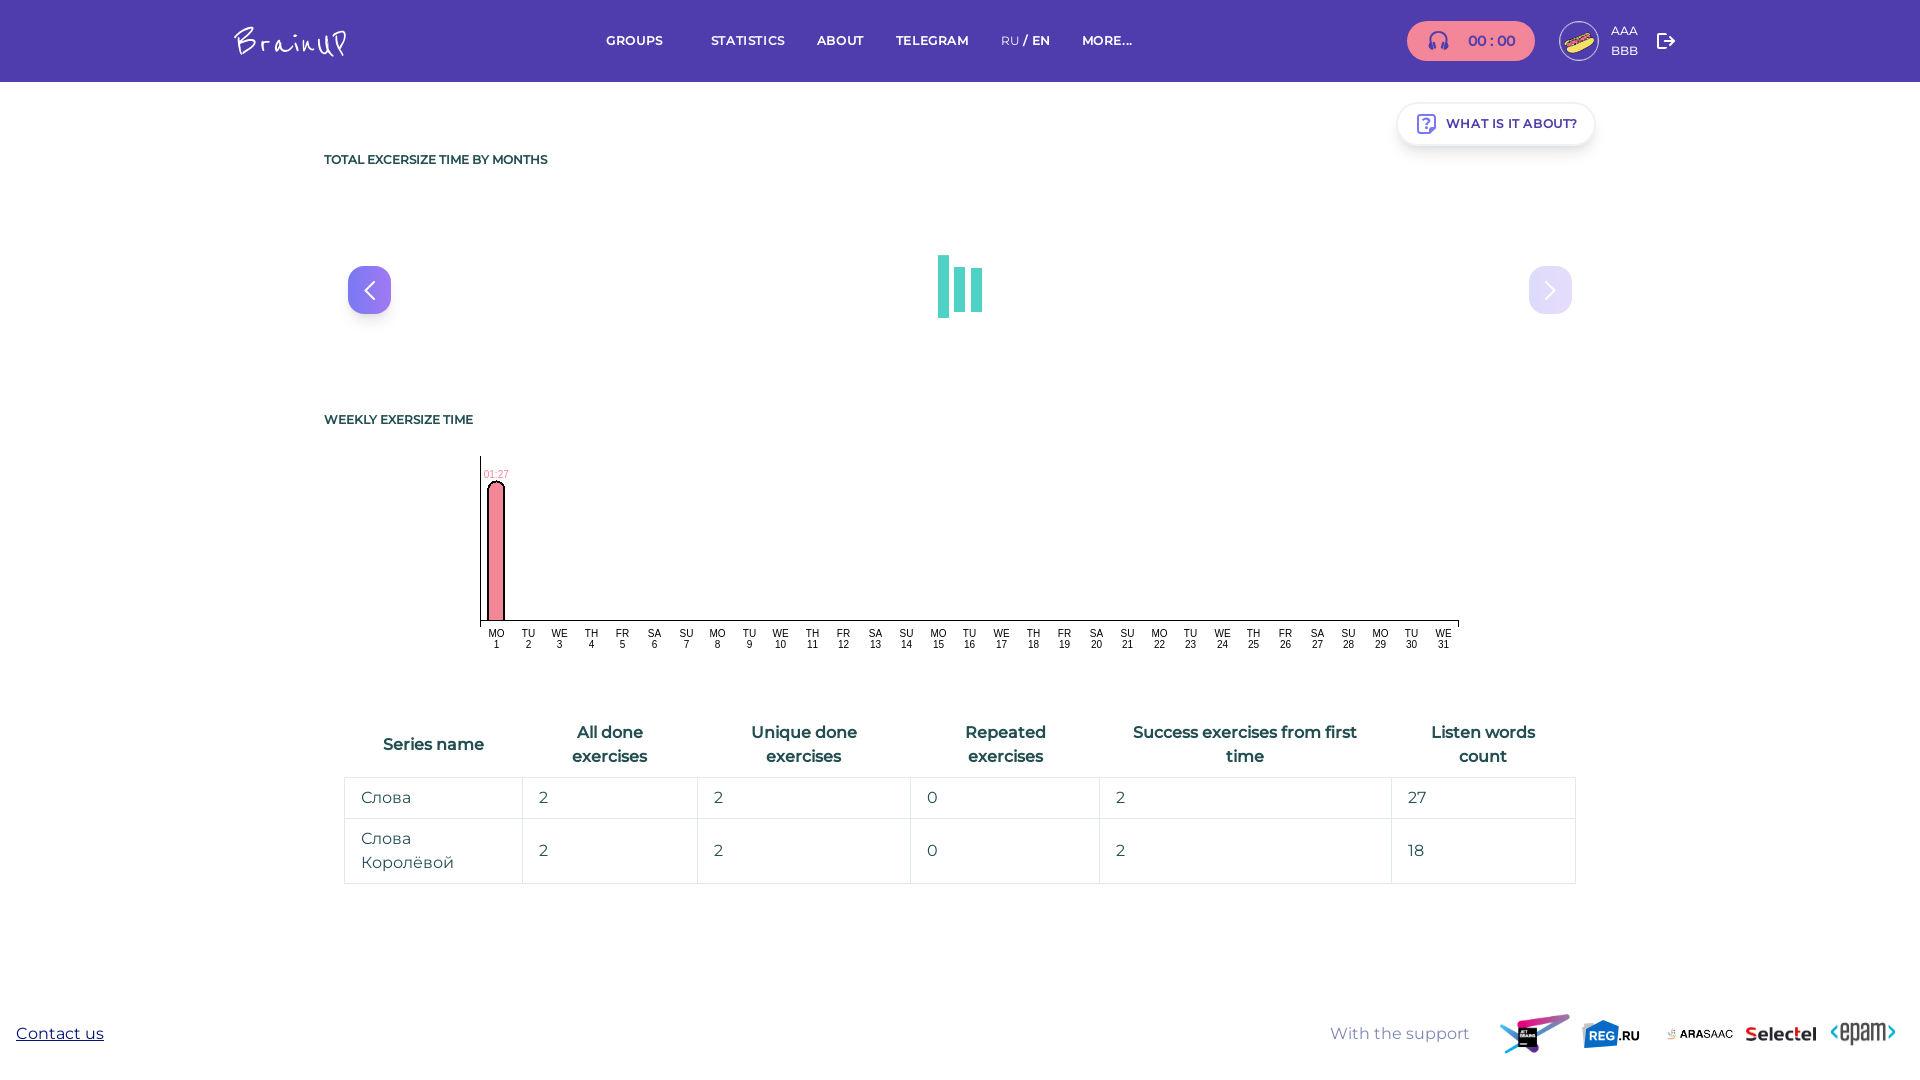 BrainUP
GROUPS STATISTICS ABOUT TELEGRAM RU / EN MORE... 00 : 00 AAA BBB
WHAT IS IT ABOUT?
TOTAL EXCERSIZE TIME BY MONTHS
WEEKLY EXERSIZE TIME
01:27
MO TU WE TH FR SA SU MO TU WE TH FR SA SU MO TU WE TH FR SA SU MO TU WE TH FR SA SU MO TU WE
1 2 3 4 5 6 7 8 9 10 11 12 13 14 15 16 17 18 19 20 21 22 23 24 25 26 27 28 29 30 31
Series name All done exercises Unique done exercises Repeated exercises Success exercises from first time Listen words count
Слова 2 2 0 2 27
Слова Королёвой 2 2 0 2 18
Contact us With the support REG.RU ARASAAC Selectel <epam>